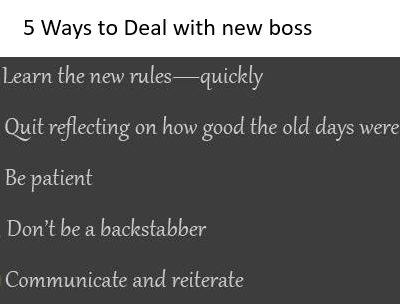 5 Ways to Deal with new boss
Learn the new rules—quickly
Quit reflecting on how good the old days were
Be patient
Don't be a backstabber
Communicate and reiterate